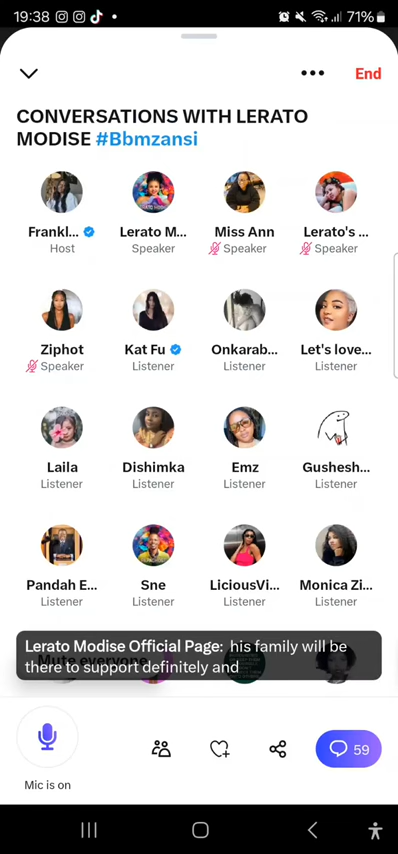 19:38
71%
End
CONVERSATIONS WITH LERATO
MODISE #Bbmzansi
Frankl... Lerato M... Miss Ann Lerato's ...
Host Speaker Speaker Speaker
Ziphot Kat Fu Onkarab... Let's love...
Speaker Listener Listener Listener
Laila Dishimka Emz Gushesh...
Listener Listener Listener Listener
Pandah E... Sne LiciousVi... Monica Zi...
Listener Listener Listener Listener
Mute everyone
Lerato Modise Official Page: his family will be
there to support definitely and
59
Mic is on